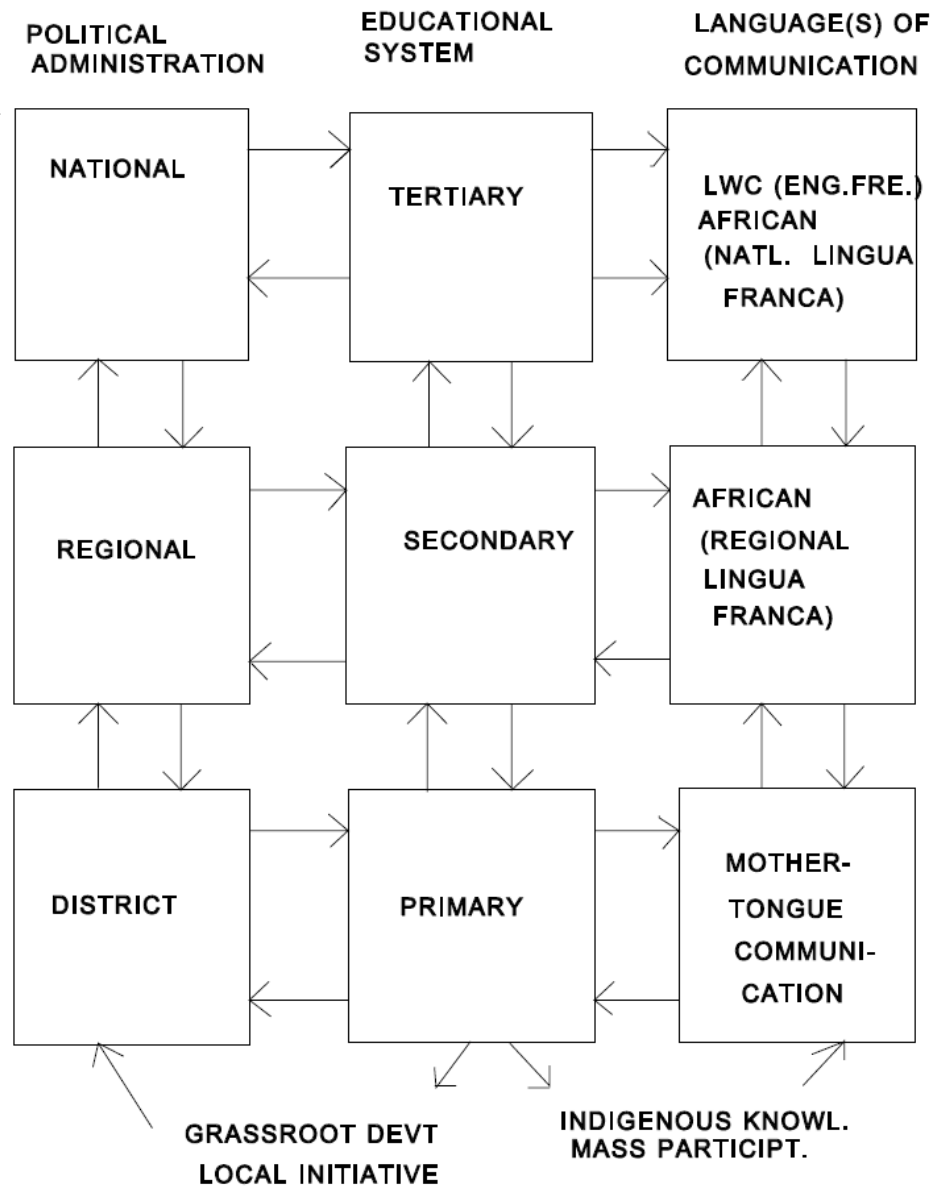 POLITICAL
ADMINISTRATION
EDUCATIONAL
SYSTEM
LANGUAGE(S) OF
COMMUNICATION
NATIONAL
TERTIARY
LWC (ENG.FRE.)
AFRICAN
(NATL. LINGUA
FRANCA)
REGIONAL
SECONDARY
AFRICAN
(REGIONAL
LINGUA
FRANCA)
DISTRICT
PRIMARY
MOTHER-
TONGUE
COMMUNI-
CATION
GRASSROOT DEVT
LOCAL INITIATIVE
INDIGENOUS KNOWL.
MASS PARTICIPT.